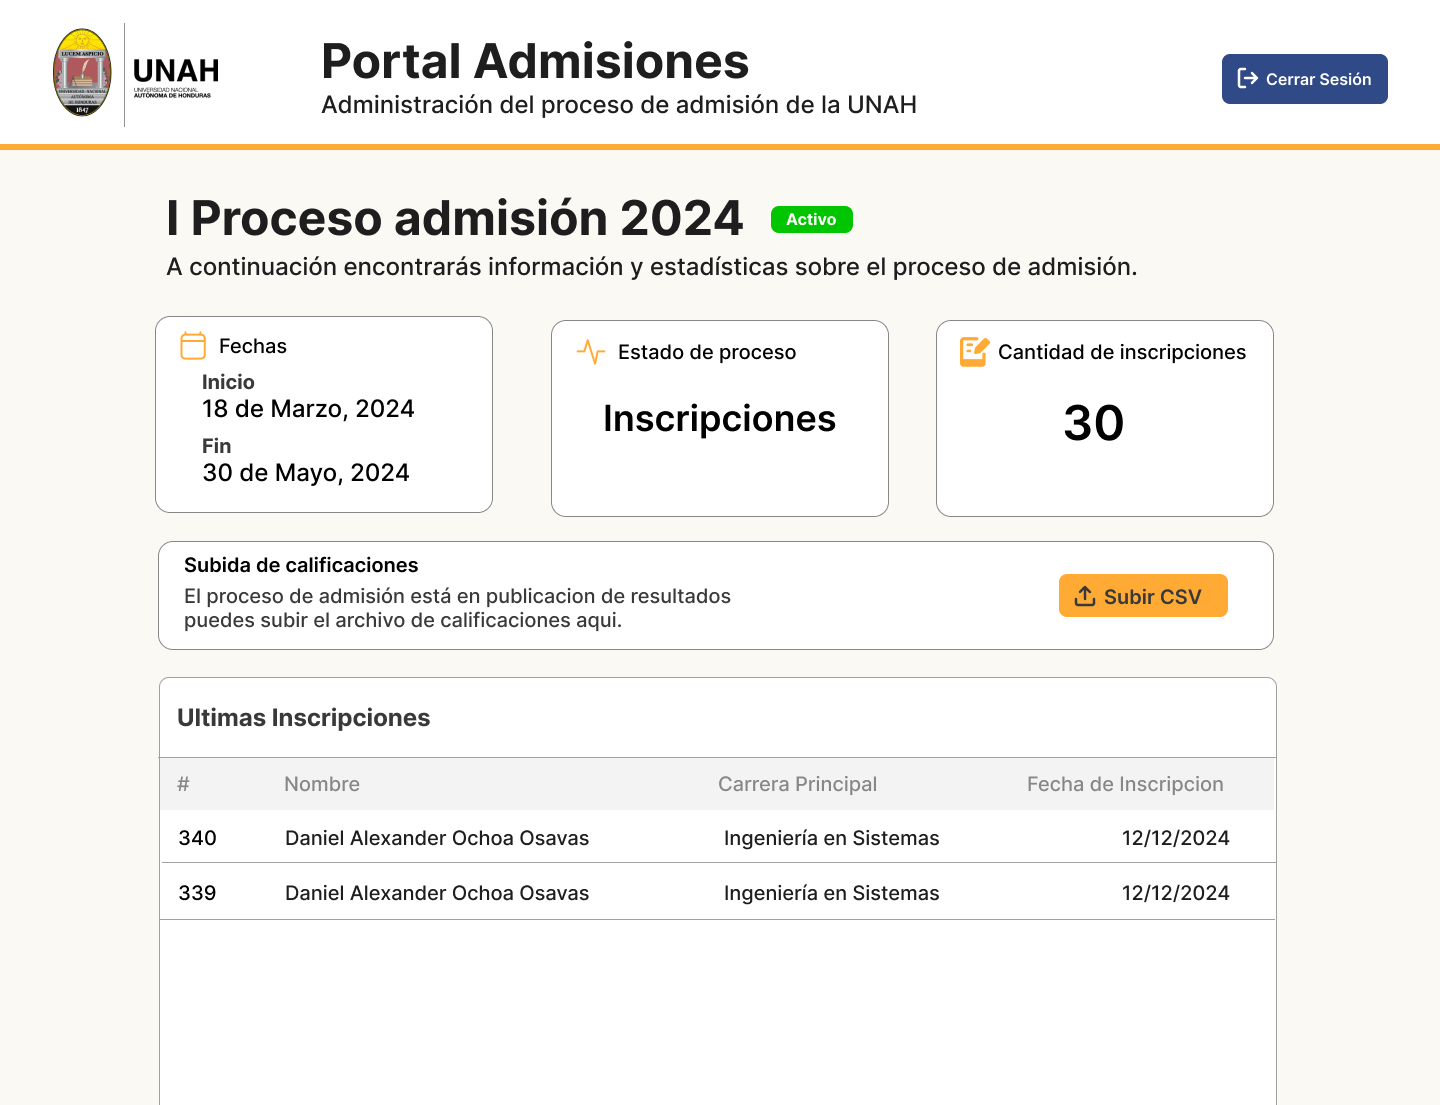 LUCEM ASPICIO
UNIVERSIDAD NACIONAL
AUTÓNOMA
DE HONDURAS
1847
UNAH
UNIVERSIDAD NACIONAL
AUTÓNOMA DE HONDURAS
Portal Admisiones
Administración del proceso de admisión de la UNAH
Cerrar Sesión
I Proceso admisión 2024
Activo
A continuación encontrarás información y estadísticas sobre el proceso de admisión.
Fechas
Inicio
18 de Marzo, 2024
Fin
30 de Mayo, 2024
Estado de proceso
Inscripciones
Cantidad de inscripciones
30
Subida de calificaciones
El proceso de admisión está en publicacion de resultados
puedes subir el archivo de calificaciones aqui.
Subir CSV
Ultimas Inscripciones
# Nombre Carrera Principal Fecha de Inscripcion
340 Daniel Alexander Ochoa Osavas Ingeniería en Sistemas 12/12/2024
339 Daniel Alexander Ochoa Osavas Ingeniería en Sistemas 12/12/2024